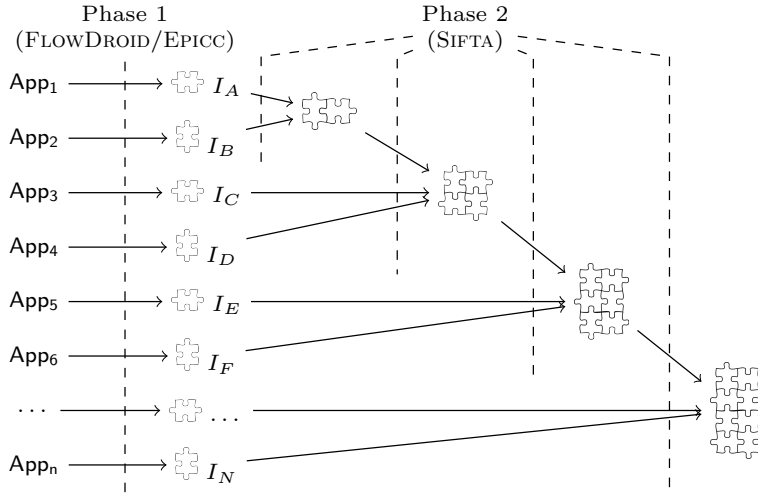 Phase 1
(FLOWDROID/EPICC)
Phase 2
(SIFTA)
App1 I_A
App2 I_B
App3 I_C
App4 I_D
App5 I_E
App6 I_F
... ...
Appn I_N